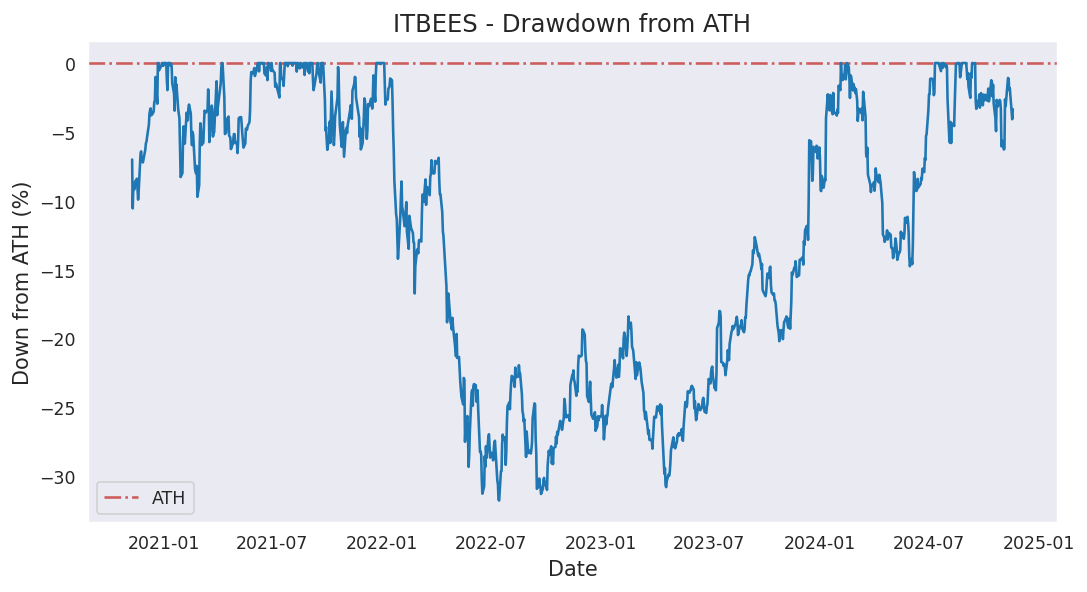 ITBEES - Drawdown from ATH
Down from ATH (%)
0
−5
−10
−15
−20
−25
−30
ATH
2021-01 2021-07 2022-01 2022-07 2023-01 2023-07 2024-01 2024-07 2025-01
Date